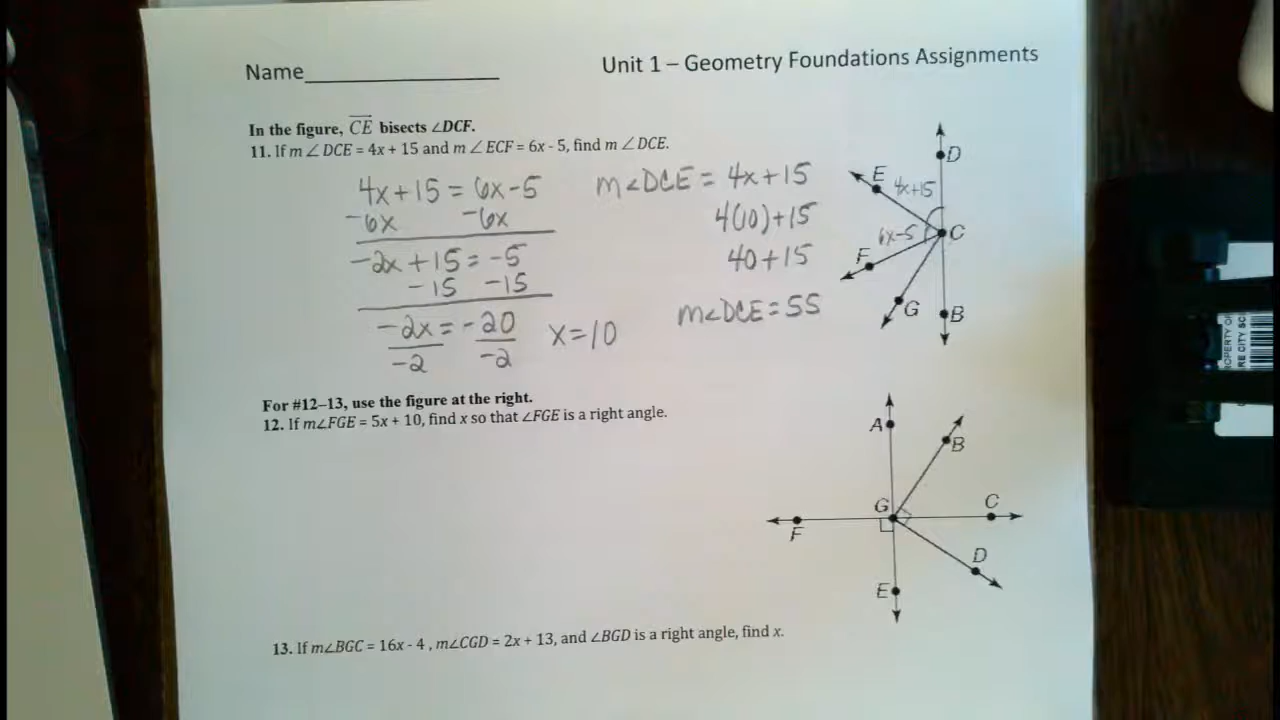 Name____________ Unit 1 – Geometry Foundations Assignments
In the figure, CE bisects ∠DCF.
11. If m∠DCE = 4x + 15 and m∠ECF = 6x - 5, find m∠DCE.
4x+15 = 6x-5
-6x -6x
-2x+15 = -5
-15 -15
-2x = -20
-2 -2
x=10
m∠DCE = 4x+15
4(10)+15
40+15
m∠DCE = 55
D
E
4x+15
6x-5
C
F
G
B
For #12–13, use the figure at the right.
12. If m∠FGE = 5x + 10, find x so that ∠FGE is a right angle.
A
B
G
C
F
D
E
13. If m∠BGC = 16x - 4 , m∠CGD = 2x + 13, and ∠BGD is a right angle, find x.